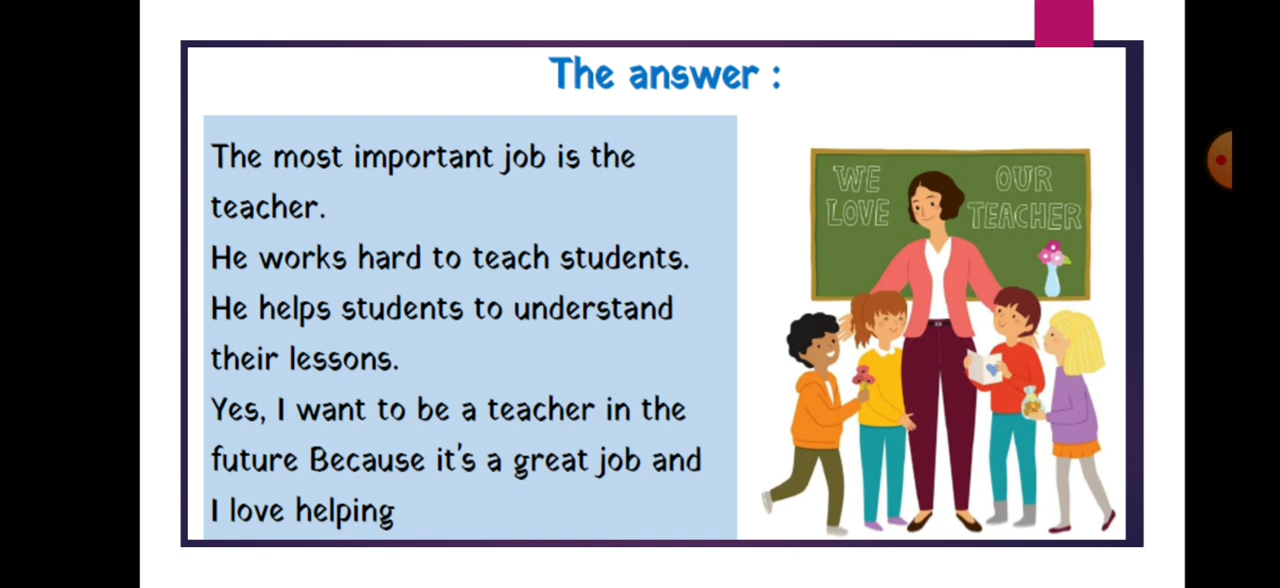 The answer :
The most important job is the
teacher.
He works hard to teach students.
He helps students to understand
their lessons.
Yes, I want to be a teacher in the
future Because it's a great job and
I love helping
WE OUR
LOVE TEACHER